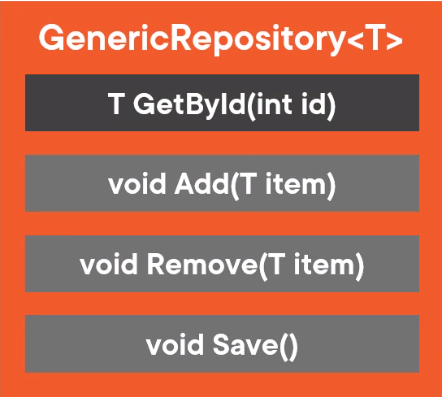 GenericRepository<T>
T GetById(int id)
void Add(T item)
void Remove(T item)
void Save()